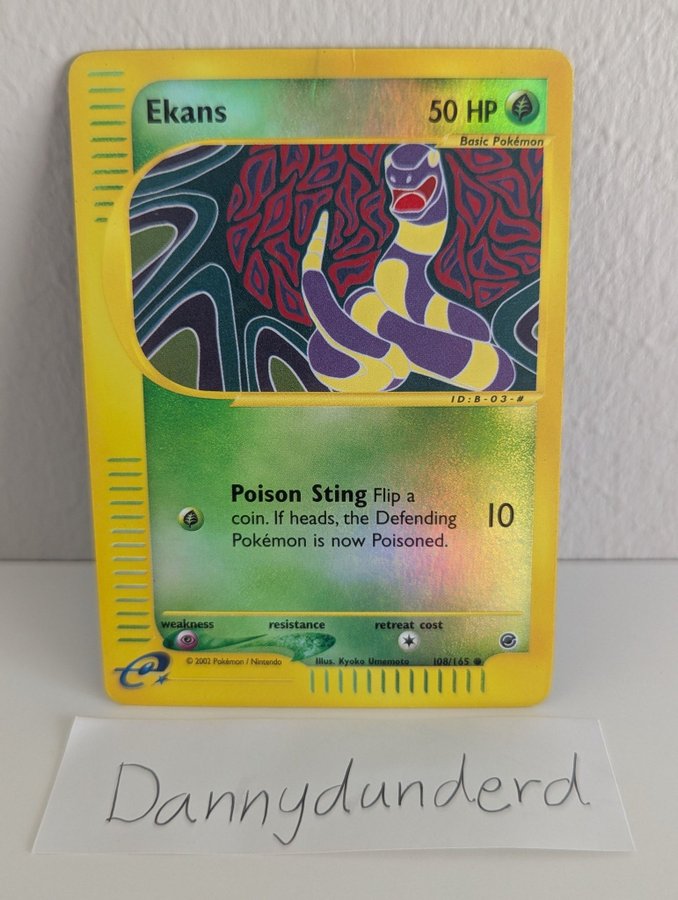 Ekans 50 HP
Basic Pokémon
ID:B-03-#
Poison Sting Flip a
coin. If heads, the Defending 10
Pokémon is now Poisoned.
weakness resistance retreat cost
© 2002 Pokémon / Nintendo Illus. Kyoko Umemoto 108/165
e
Dannydunderd